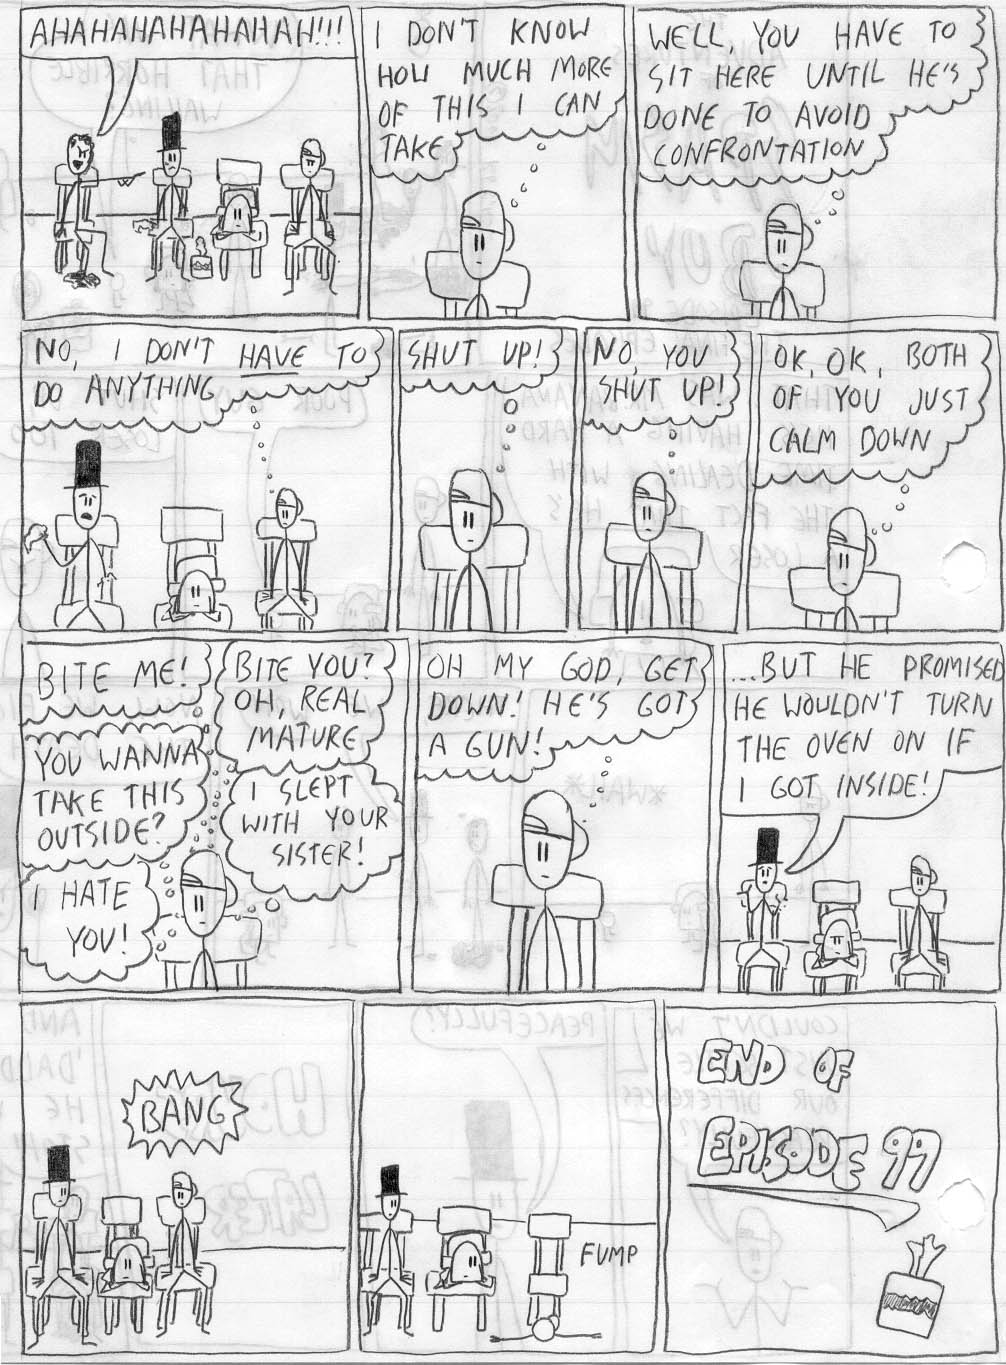 AHAHAHAHAHAHAH!!!
I DON'T KNOW
HOW MUCH MORE
OF THIS I CAN
TAKE
WELL, YOU HAVE TO
SIT HERE UNTIL HE'S
DONE TO AVOID
CONFRONTATION
NO, I DON'T HAVE TO
DO ANYTHING
SHUT UP!
NO, YOU
SHUT UP!
OK, OK, BOTH
OF YOU JUST
CALM DOWN
BITE ME!
BITE YOU?
OH, REAL
MATURE
YOU WANNA
TAKE THIS
OUTSIDE?
I SLEPT
WITH YOUR
SISTER!
I HATE
YOU!
OH MY GOD, GET
DOWN! HE'S GOT
A GUN!
...BUT HE PROMISED
HE WOULDN'T TURN
THE OVEN ON IF
I GOT INSIDE!
BANG
FUMP
END OF
EPISODE 99